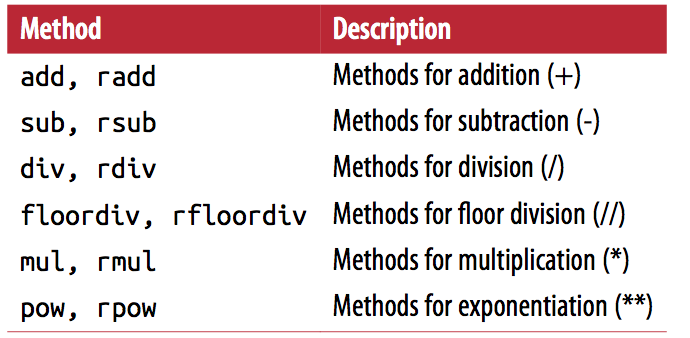 Method Description
add, radd Methods for addition (+)
sub, rsub Methods for subtraction (-)
div, rdiv Methods for division (/)
floordiv, rfloordiv Methods for floor division (//)
mul, rmul Methods for multiplication (*)
pow, rpow Methods for exponentiation (**)